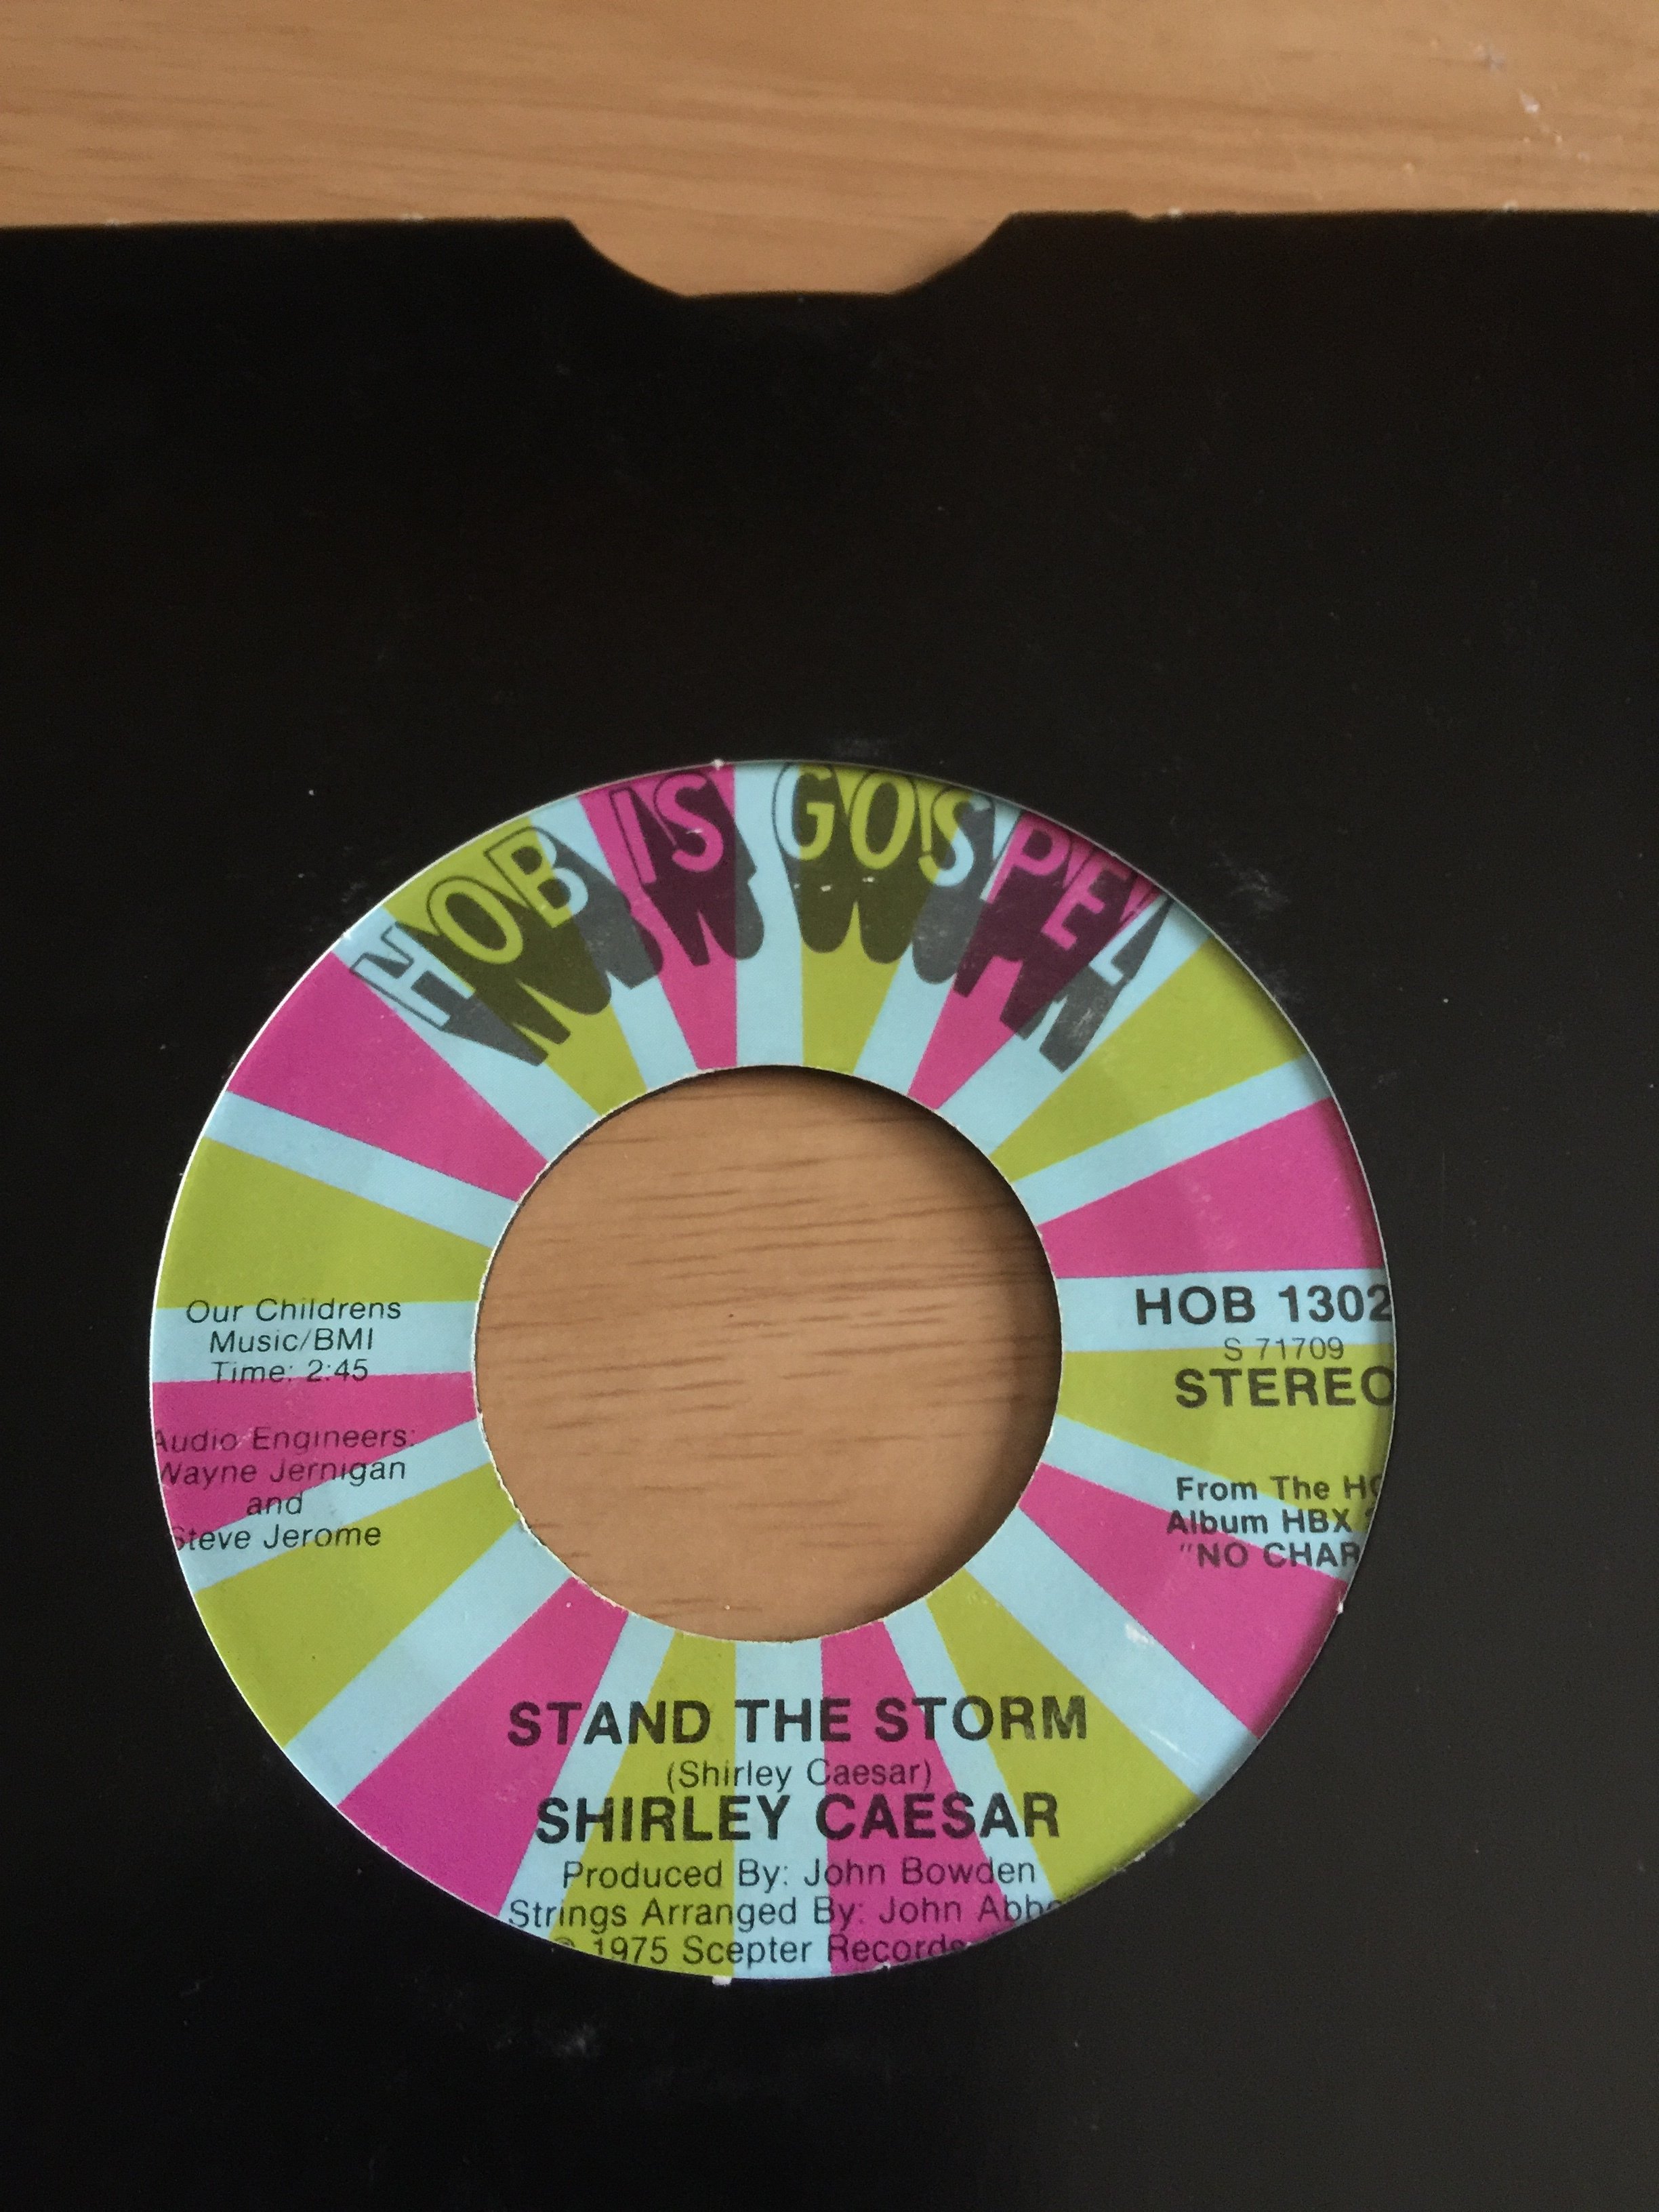 HOB IS GOSPEL
Our Childrens
Music/BMI
Time: 2:45
Audio Engineers:
Wayne Jernigan
and
Steve Jerome
HOB 1302
S 71709
STEREO
From The
Album HBX
"NO
STAND THE STORM
(Shirley Caesar)
SHIRLEY CAESAR
Produced By: John Bowden
Strings Arranged By: John
℗ 1975 Scepter Records